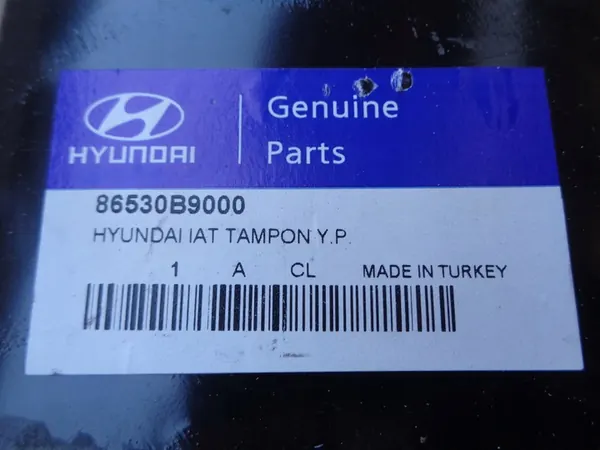 HYUNDAI
Genuine
Parts
86530B9000
HYUNDAI IAT TAMPON Y.P.
1 A CL MADE IN TURKEY